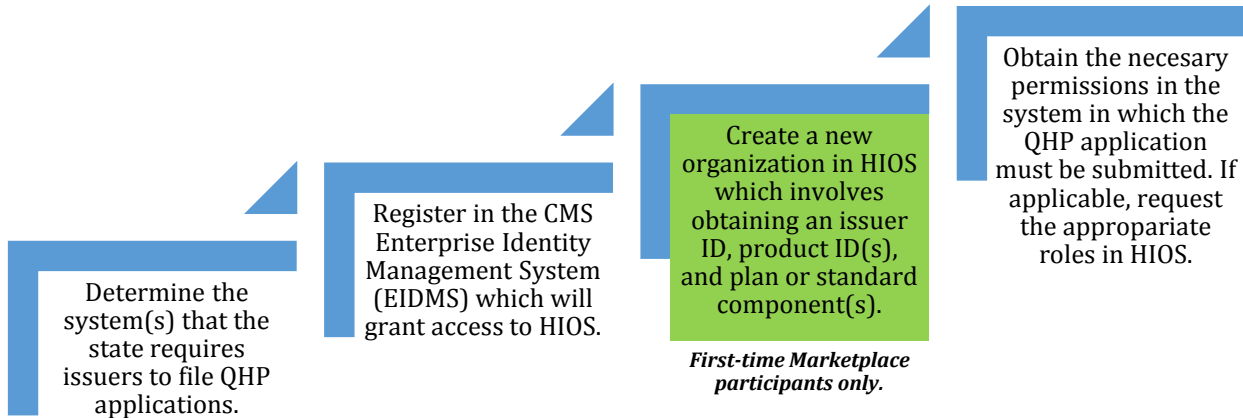 Determine the
system(s) that the
state requires
issuers to file QHP
applications.
Register in the CMS
Enterprise Identity
Management System
(EIDMS) which will
grant access to HIOS.
Create a new
organization in HIOS
which involves
obtaining an issuer
ID, product ID(s),
and plan or standard
component(s).
First-time Marketplace
participants only.
Obtain the necesary
permissions in the
system in which the
QHP application
must be submitted. If
applicable, request
the appropariate
roles in HIOS.